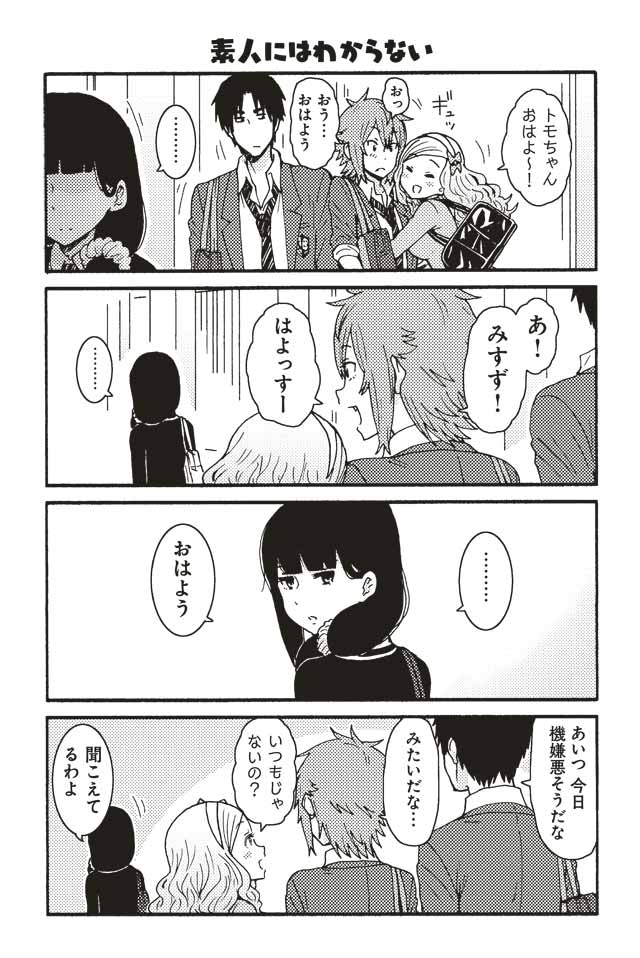 素人にはわからない
トモちゃん
おはよ～！
ギュッ
おっ
おう…
おはよう
………
あ！
みすず！
はよっすー
………
………
おはよう
あいつ 今日
機嫌悪そうだな
みたいだな…
いつもじゃ
ないの？
聞こえて
るわよ